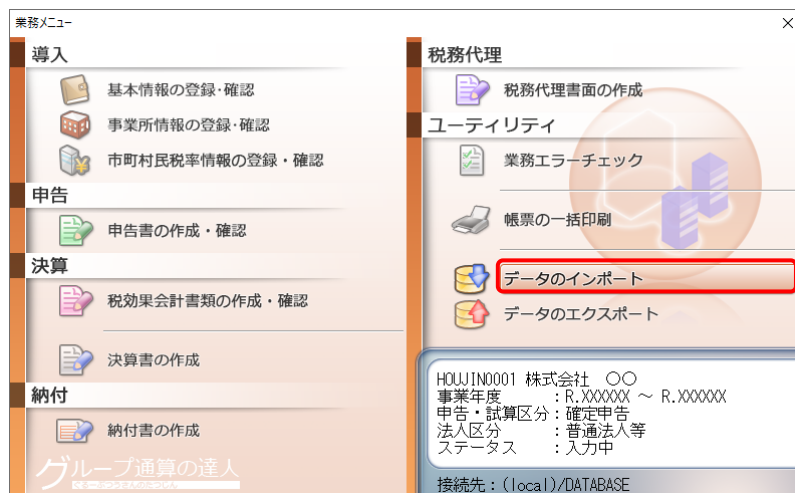 業務メニュー
導入
基本情報の登録・確認
事業所情報の登録・確認
市町村民税率情報の登録・確認
申告
申告書の作成・確認
決算
税効果会計書類の作成・確認
決算書の作成
納付
納付書の作成
グループ通算の達人
税務代理
税務代理書面の作成
ユーティリティ
業務エラーチェック
帳票の一括印刷
データのインポート
データのエクスポート
HOUJIN0001 株式会社 〇〇
事業年度 : R.XXXXXX ～ R.XXXXXX
申告・試算区分 : 確定申告
法人区分 : 普通法人等
ステータス : 入力中
接続先 : (local)/DATABASE